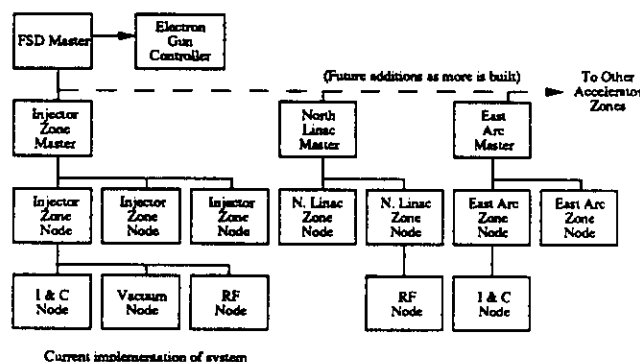 FSD Master
Electron
Gun
Controller
(Future additions as more is built)
To Other
Accelerator
Zones
Injector
Zone
Master
North
Linac
Master
East
Arc
Master
Injector
Zone
Node
Injector
Zone
Node
Injector
Zone
Node
N. Linac
Zone
Node
N. Linac
Zone
Node
East Arc
Zone
Node
East Arc
Zone
Node
I & C
Node
Vacuum
Node
RF
Node
RF
Node
I & C
Node
Current implementation of system